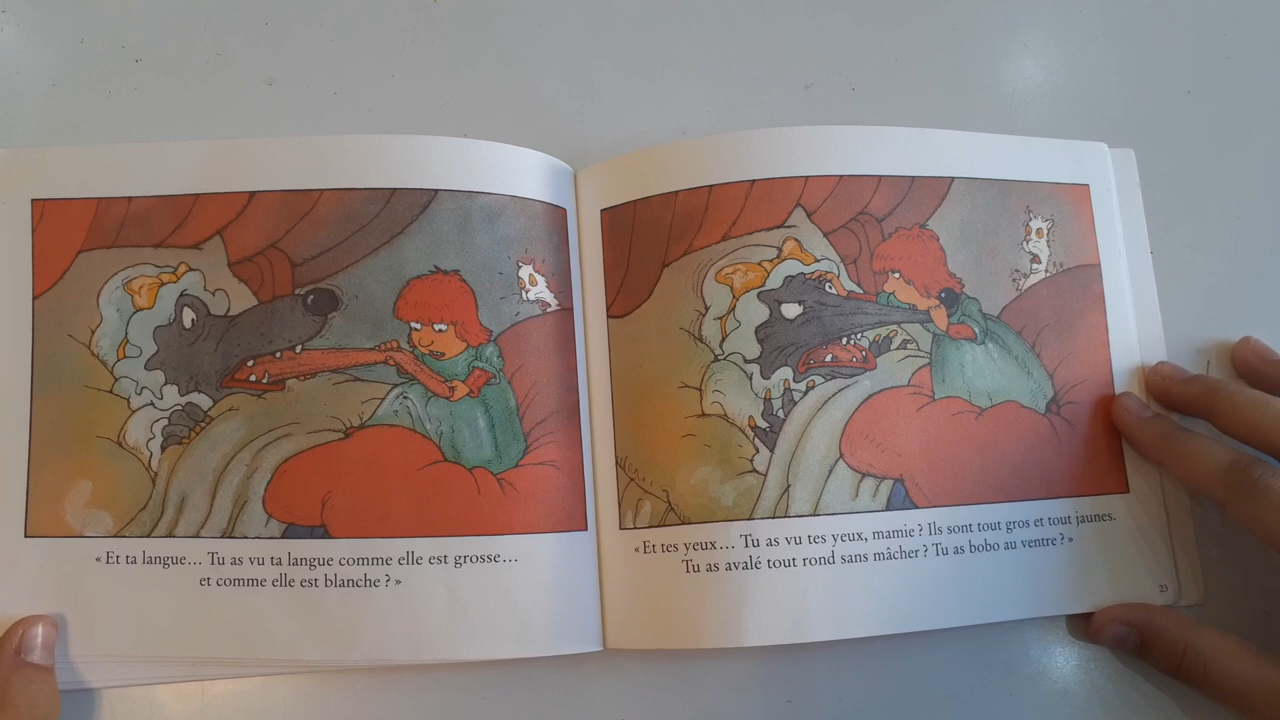 « Et ta langue... Tu as vu ta langue comme elle est grosse...
et comme elle est blanche ? »
« Et tes yeux... Tu as vu tes yeux, mamie ? Ils sont tout gros et tout jaunes.
Tu as avalé tout rond sans mâcher ? Tu as bobo au ventre ? »
23